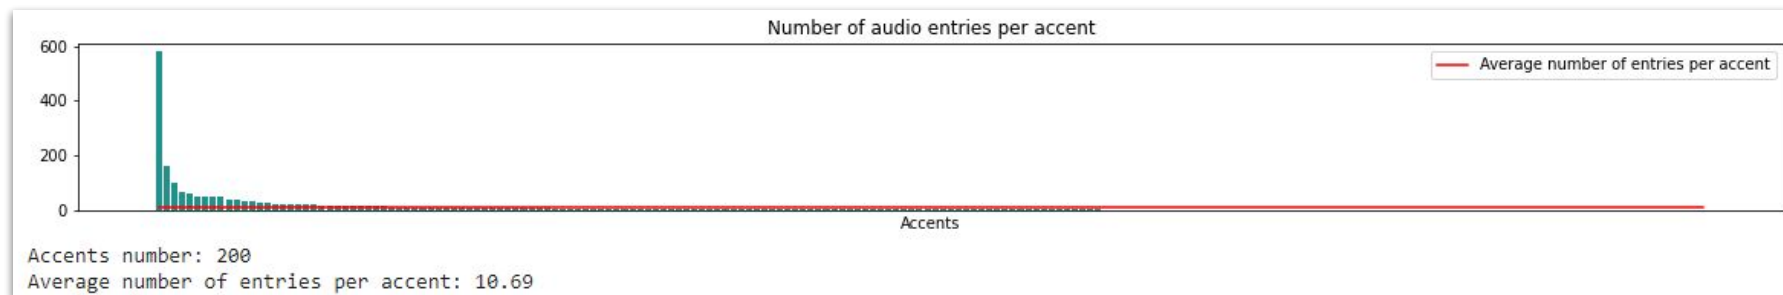 Number of audio entries per accent
600
Average number of entries per accent
400
200
0
Accents
Accents number: 200
Average number of entries per accent: 10.69